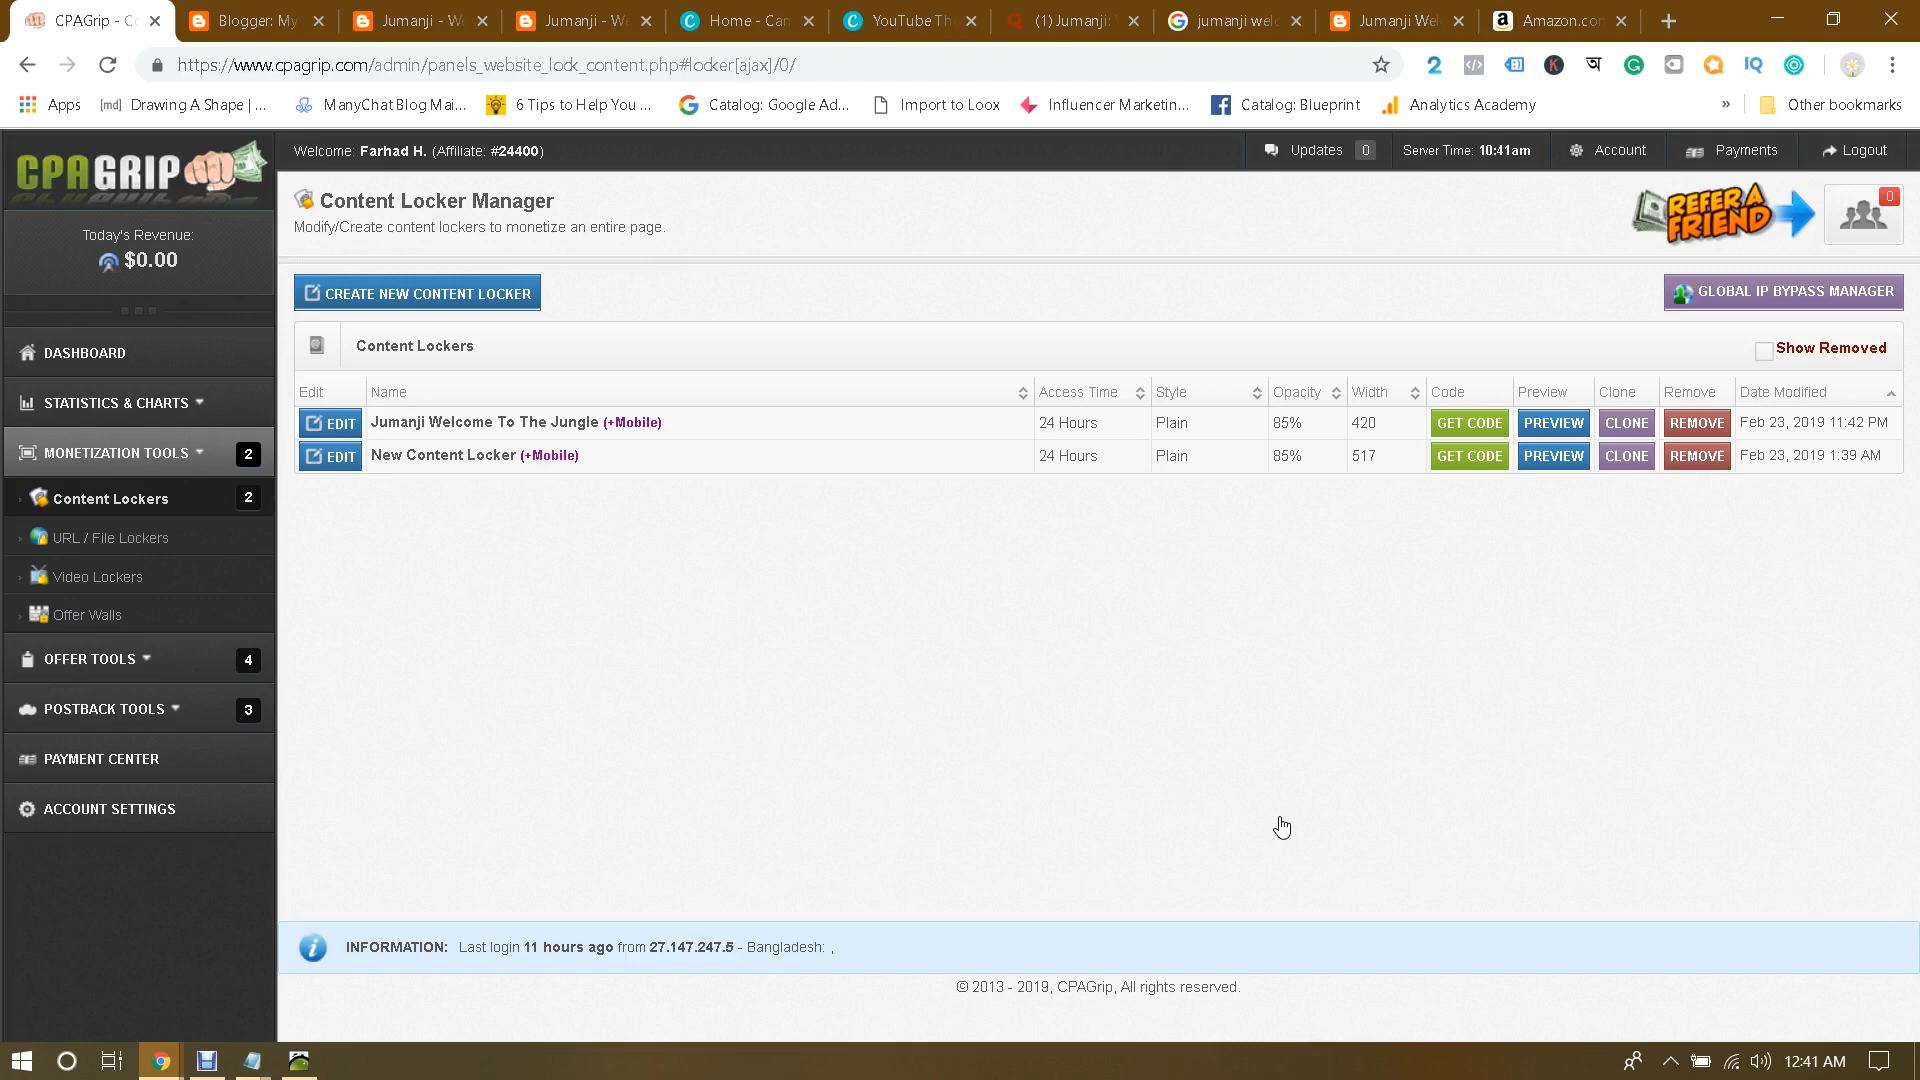 CPAGrip - Co
Blogger: My
Jumanji - We
Jumanji - We
Home - Can
YouTube Th
(1) Jumanji:
jumanji wel
Jumanji Wel
Amazon.co
https://www.cpagrip.com/admin/panels_website_lock_content.php#locker[ajax]/0/
Apps
[md] Drawing A Shape | ...
ManyChat Blog Mai...
6 Tips to Help You ...
Catalog: Google Ad...
Import to Loox
Influencer Marketin...
Catalog: Blueprint
Analytics Academy
»
Other bookmarks
CPAGRIP
Welcome: Farhad H. (Affiliate: #24400)
Updates 0
Server Time: 10:41am
Account
Payments
Logout
Content Locker Manager
Modify/Create content lockers to monetize an entire page.
REFER A FRIEND
0
Today's Revenue:
$0.00
CREATE NEW CONTENT LOCKER
GLOBAL IP BYPASS MANAGER
Content Lockers
Show Removed
Edit Name Access Time Style Opacity Width Code Preview Clone Remove Date Modified
EDIT Jumanji Welcome To The Jungle (+Mobile) 24 Hours Plain 85% 420 GET CODE PREVIEW CLONE REMOVE Feb 23, 2019 11:42 PM
EDIT New Content Locker (+Mobile) 24 Hours Plain 85% 517 GET CODE PREVIEW CLONE REMOVE Feb 23, 2019 1:39 AM
DASHBOARD
STATISTICS & CHARTS
MONETIZATION TOOLS 2
Content Lockers 2
URL / File Lockers
Video Lockers
Offer Walls
OFFER TOOLS 4
POSTBACK TOOLS 3
PAYMENT CENTER
ACCOUNT SETTINGS
INFORMATION: Last login 11 hours ago from 27.147.247.5 - Bangladesh: ,
© 2013 - 2019, CPAGrip, All rights reserved.
12:41 AM